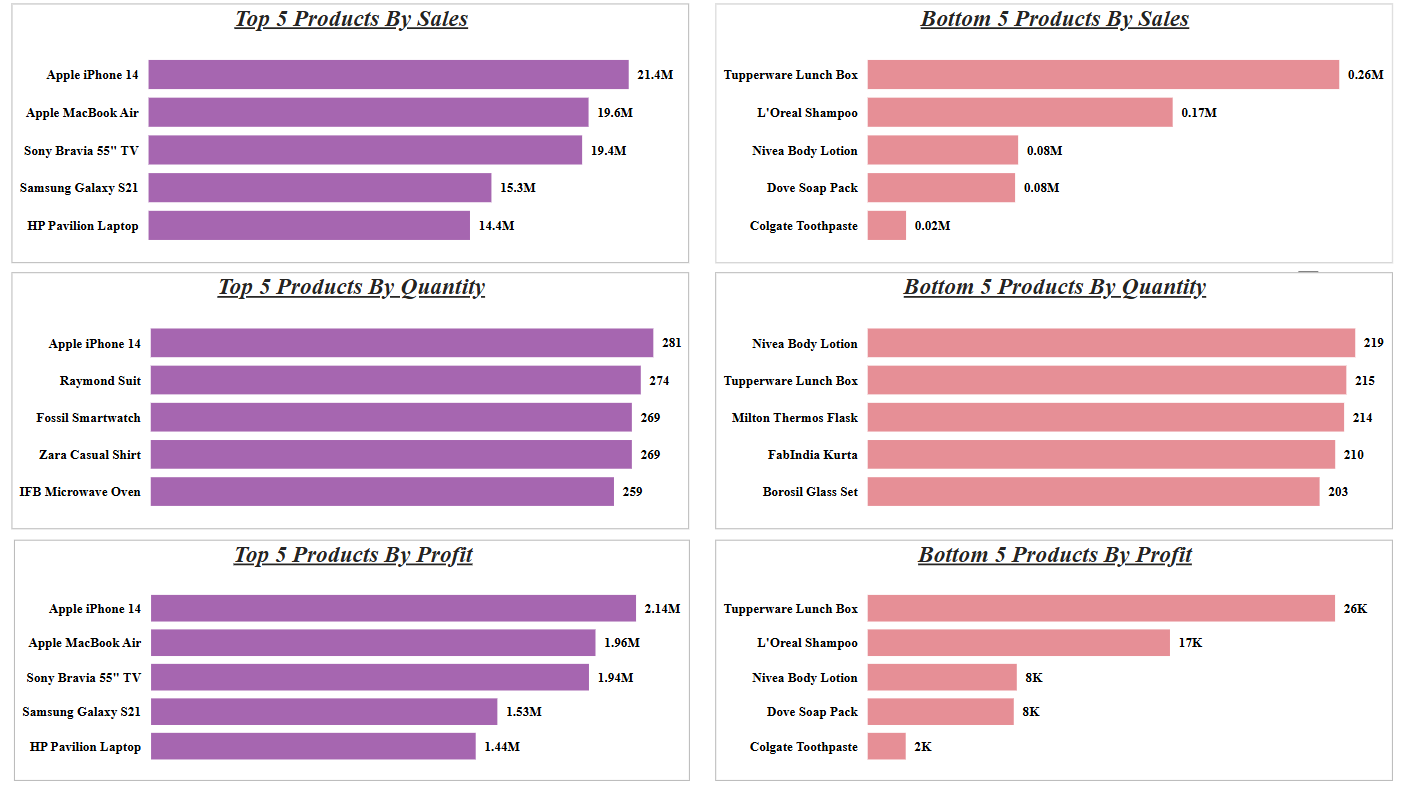 Top 5 Products By Sales
Apple iPhone 14 21.4M
Apple MacBook Air 19.6M
Sony Bravia 55" TV 19.4M
Samsung Galaxy S21 15.3M
HP Pavilion Laptop 14.4M
Bottom 5 Products By Sales
Tupperware Lunch Box 0.26M
L'Oreal Shampoo 0.17M
Nivea Body Lotion 0.08M
Dove Soap Pack 0.08M
Colgate Toothpaste 0.02M
Top 5 Products By Quantity
Apple iPhone 14 281
Raymond Suit 274
Fossil Smartwatch 269
Zara Casual Shirt 269
IFB Microwave Oven 259
Bottom 5 Products By Quantity
Nivea Body Lotion 219
Tupperware Lunch Box 215
Milton Thermos Flask 214
FabIndia Kurta 210
Borosil Glass Set 203
Top 5 Products By Profit
Apple iPhone 14 2.14M
Apple MacBook Air 1.96M
Sony Bravia 55" TV 1.94M
Samsung Galaxy S21 1.53M
HP Pavilion Laptop 1.44M
Bottom 5 Products By Profit
Tupperware Lunch Box 26K
L'Oreal Shampoo 17K
Nivea Body Lotion 8K
Dove Soap Pack 8K
Colgate Toothpaste 2K